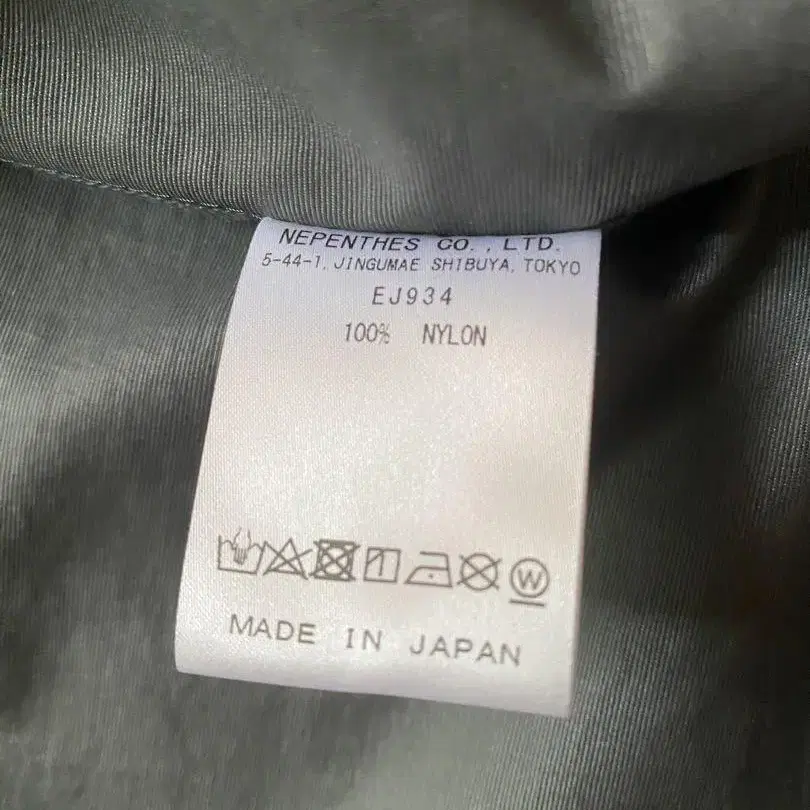 NEPENTHES CO., LTD.
5-44-1, JINGUMAE SHIBUYA, TOKYO
EJ934
100% NYLON
W
MADE IN JAPAN